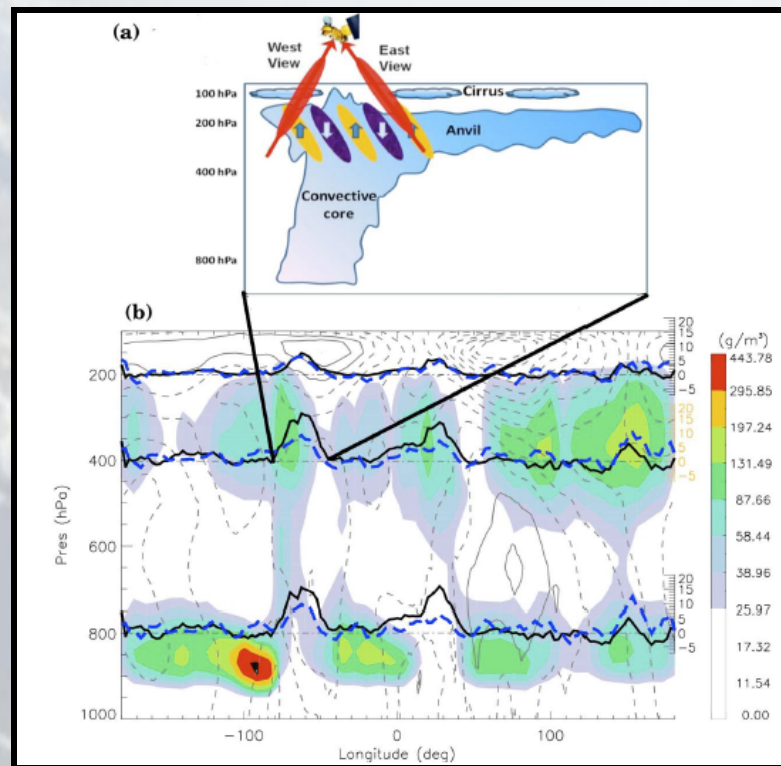 (a)
West
View
East
View
100 hPa
Cirrus
200 hPa
Anvil
400 hPa
Convective
core
800 hPa
(b)
(g/m³)
20
15
10
5
0
-5
443.78
200
295.85
20
15
10
5
0
-5
197.24
400
131.49
Pres (hPa)
87.66
600
58.44
38.96
20
15
10
5
0
-5
25.97
800
17.32
11.54
1000
0.00
-100
0
100
Longitude (deg)